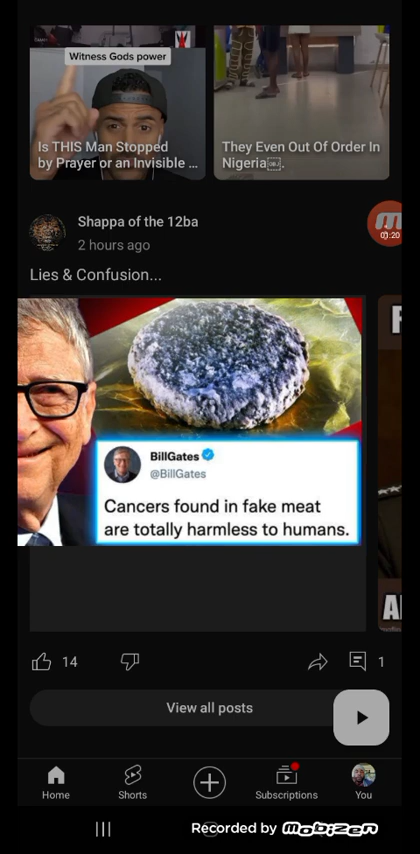 Witness Gods power
Is THIS Man Stopped
by Prayer or an Invisible ...
They Even Out Of Order In
Nigeria￼.
Shappa of the 12ba
2 hours ago
01:20
Lies & Confusion...
BillGates
@BillGates
Cancers found in fake meat
are totally harmless to humans.
14
1
View all posts
Home
Shorts
Subscriptions
You
Recorded by mobizen